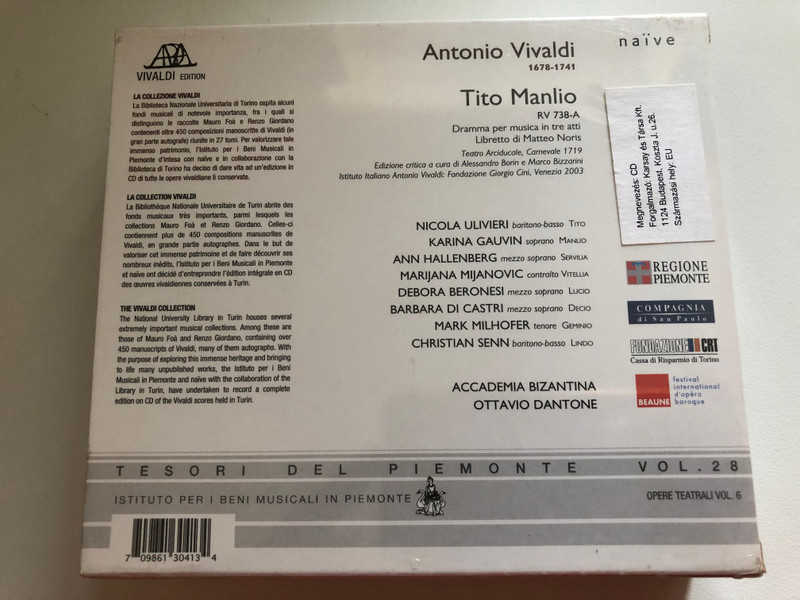 VIVALDI EDITION
LA COLLEZIONE VIVALDI
La Biblioteca Nazionale Universitaria di Torino ospita alcuni
fondi musicali di notevole importanza, fra i quali si
distinguono le raccolte Mauro Foà e Renzo Giordano
contenenti oltre 450 composizioni manoscritte di Vivaldi (in
gran parte autografe) riunite in 27 tomi. Per valorizzare tale
immenso patrimonio, l'Istituto per i Beni Musicali in
Piemonte d'intesa con naïve e in collaborazione con la
Biblioteca di Torino ha deciso di dare vita ad un'edizione in
CD di tutte le opere vivaldiane lì conservate.
LA COLLECTION VIVALDI
La Bibliothèque Nationale Universitaire de Turin abrite des
fonds musicaux très importants, parmi lesquels les
collections Mauro Foà et Renzo Giordano. Celles-ci
contiennent plus de 450 compositions manuscrites de
Vivaldi, en grande partie autographes. Dans le but de
valoriser cet immense patrimoine et de faire découvrir ses
nombreux inédits, l'Istituto per i Beni Musicali in Piemonte
et naïve ont décidé d'entreprendre l'édition intégrale en CD
des œuvres vivaldiennes conservées à Turin.
THE VIVALDI COLLECTION
The National University Library in Turin houses several
extremely important musical collections. Among these are
those of Mauro Foà and Renzo Giordano, containing over
450 manuscripts of Vivaldi, many of them autographs. With
the purpose of exploring this immense heritage and bringing
to life many unpublished works, the Istituto per i Beni
Musicali in Piemonte and naïve with the collaboration of the
Library in Turin, have undertaken to record a complete
edition on CD of the Vivaldi scores held in Turin.
Antonio Vivaldi
1678-1741
Tito Manlio
RV 738-A
Dramma per musica in tre atti
Libretto di Matteo Noris
Teatro Arciducale, Carnevale 1719
Edizione critica a cura di Alessandro Borin e Marco Bizzarini
Istituto Italiano Antonio Vivaldi: Fondazione Giorgio Cini, Venezia 2003
NICOLA ULIVIERI baritono-basso TITO
KARINA GAUVIN soprano MANLIO
ANN HALLENBERG mezzo soprano SERVILIA
MARIJANA MIJANOVIC contralto VITELLIA
DEBORA BERONESI mezzo soprano LUCIO
BARBARA DI CASTRI mezzo soprano DECIO
MARK MILHOFER tenore GEMINIO
CHRISTIAN SENN baritono-basso LINDO
ACCADEMIA BIZANTINA
OTTAVIO DANTONE
naïve
Megnevezés: CD
Forgalmazó: Karsay és Társa Kft.
1124 Budapest, Koszta J. u.26.
Származási hely: EU
REGIONE
PIEMONTE
COMPAGNIA
di San Paolo
FONDAZIONE CRT
Cassa di Risparmio di Torino
BEAUNE
festival
international
d'opéra
baroque
TESORI DEL PIEMONTE VOL. 28
ISTITUTO PER I BENI MUSICALI IN PIEMONTE
OPERE TEATRALI VOL. 6
7 09861 30413 4